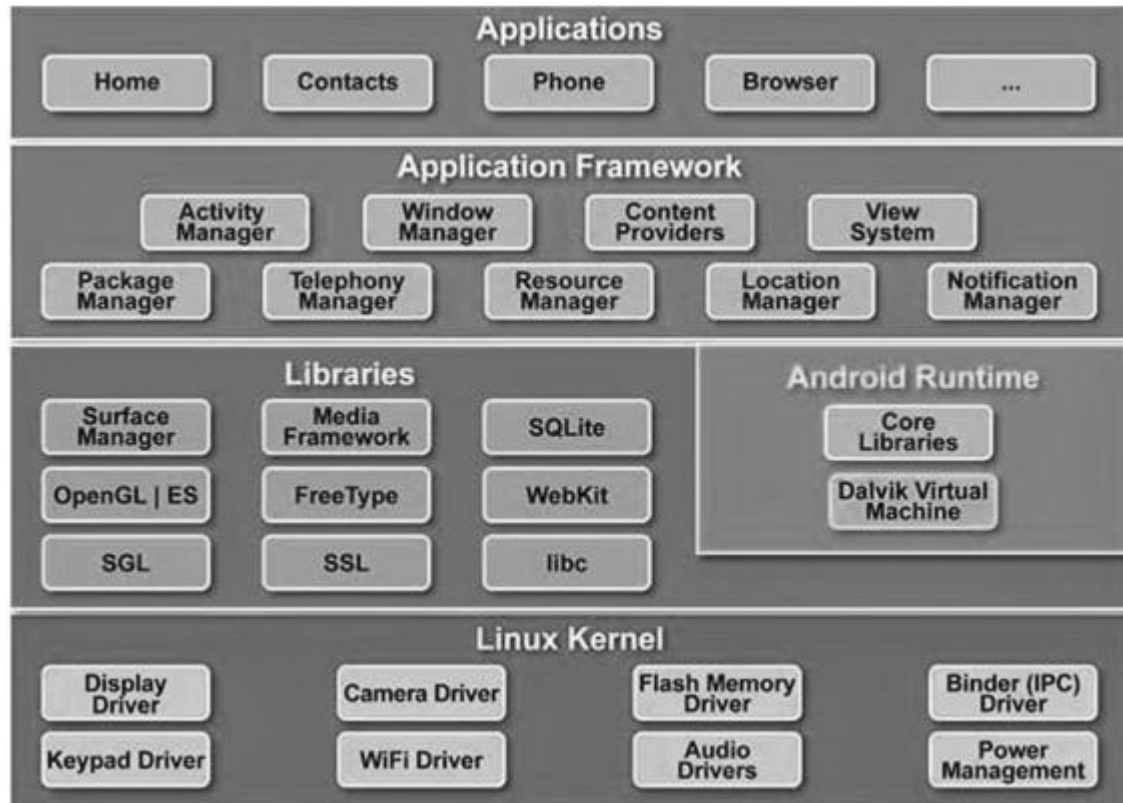 Applications
Home
Contacts
Phone
Browser
...
Application Framework
Activity
Manager
Window
Manager
Content
Providers
View
System
Package
Manager
Telephony
Manager
Resource
Manager
Location
Manager
Notification
Manager
Libraries
Surface
Manager
Media
Framework
SQLite
OpenGL | ES
FreeType
WebKit
SGL
SSL
libc
Android Runtime
Core
Libraries
Dalvik Virtual
Machine
Linux Kernel
Display
Driver
Camera Driver
Flash Memory
Driver
Binder (IPC)
Driver
Keypad Driver
WiFi Driver
Audio
Drivers
Power
Management